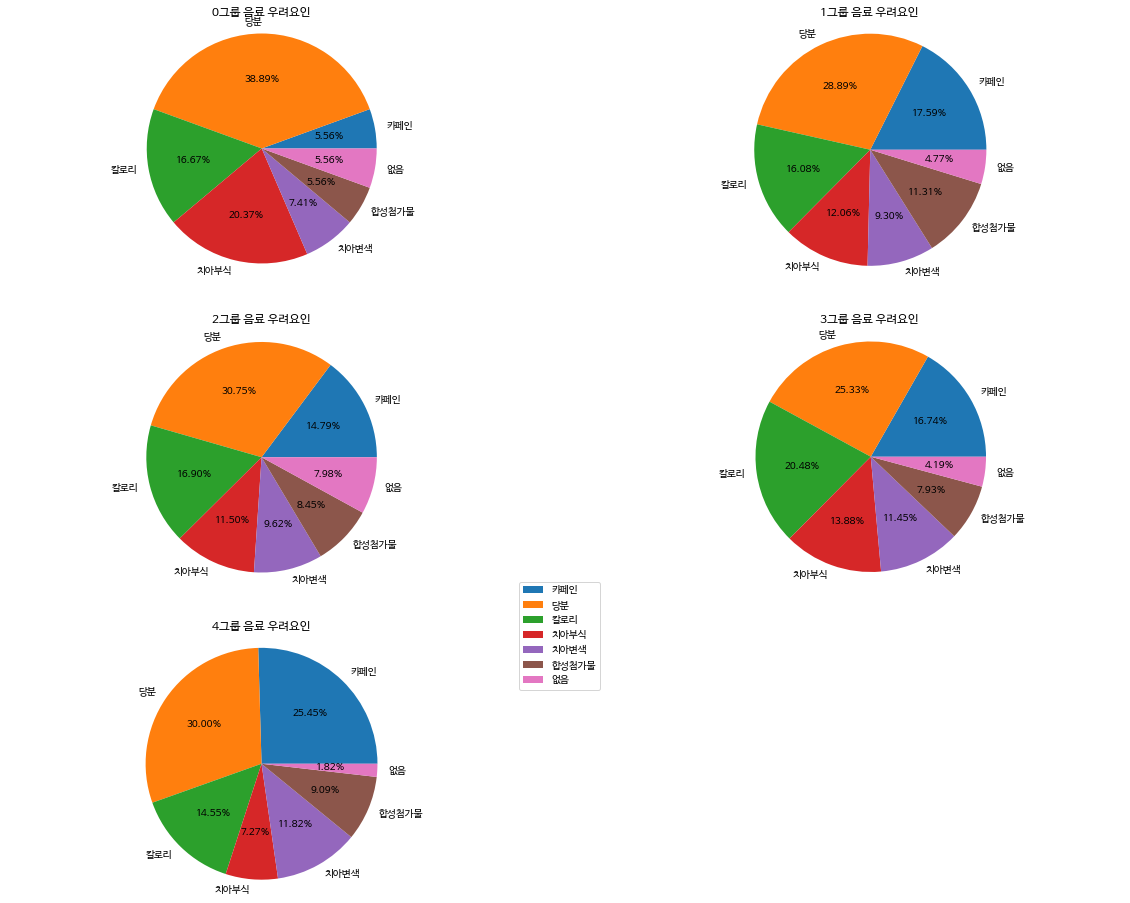 0그룹 음료 우려요인
당분
38.89%
카페인
5.56%
칼로리
16.67%
5.56%
없음
5.56%
7.41%
20.37%
합성첨가물
치아변색
치아부식
1그룹 음료 우려요인
당분
카페인
28.89%
17.59%
4.77%
없음
칼로리
16.08%
11.31%
12.06%
9.30%
합성첨가물
치아부식
치아변색
2그룹 음료 우려요인
당분
30.75%
카페인
14.79%
16.90%
7.98%
칼로리
없음
8.45%
11.50%
9.62%
합성첨가물
치아부식
치아변색
3그룹 음료 우려요인
당분
25.33%
카페인
16.74%
칼로리
20.48%
4.19%
없음
7.93%
13.88%
11.45%
합성첨가물
치아부식
치아변색
카페인
당분
칼로리
치아부식
치아변색
합성첨가물
없음
4그룹 음료 우려요인
카페인
당분
25.45%
30.00%
1.82%
없음
9.09%
14.55%
합성첨가물
7.27%
11.82%
칼로리
치아변색
치아부식